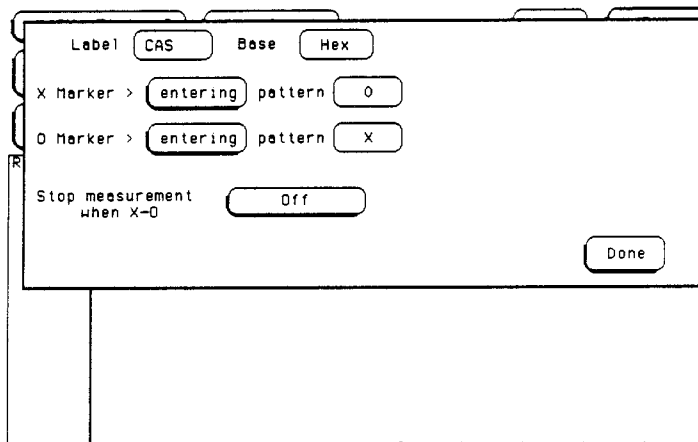 Label CAS Base Hex
X Marker > entering pattern 0
O Marker > entering pattern X
R
Stop measurement Off
when X-O
Done